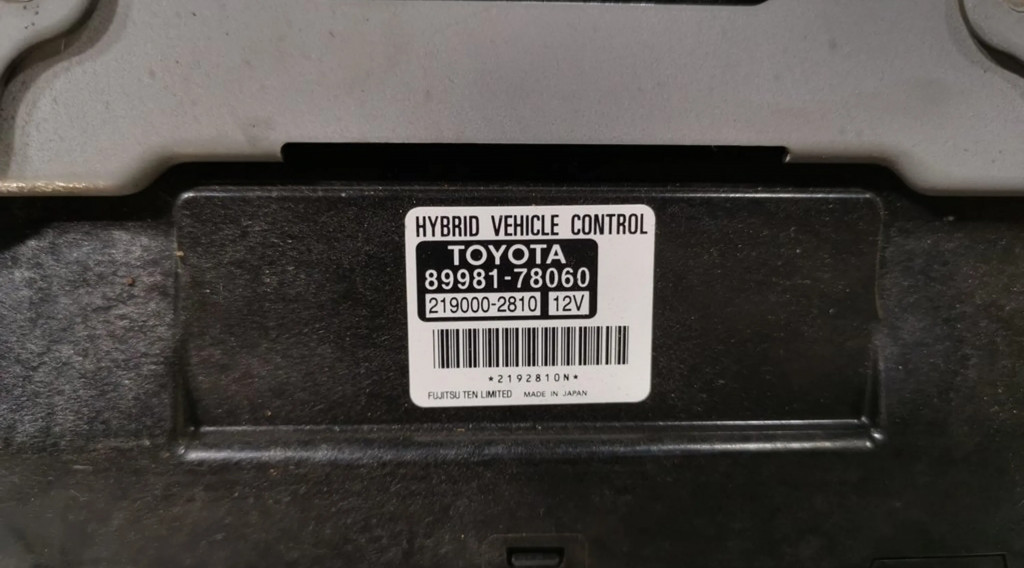 HYBRID VEHICLE CONTROL
TOYOTA
89981-78060
219000-2810 12V
*2192810N*
FUJITSU TEN LIMITED MADE IN JAPAN